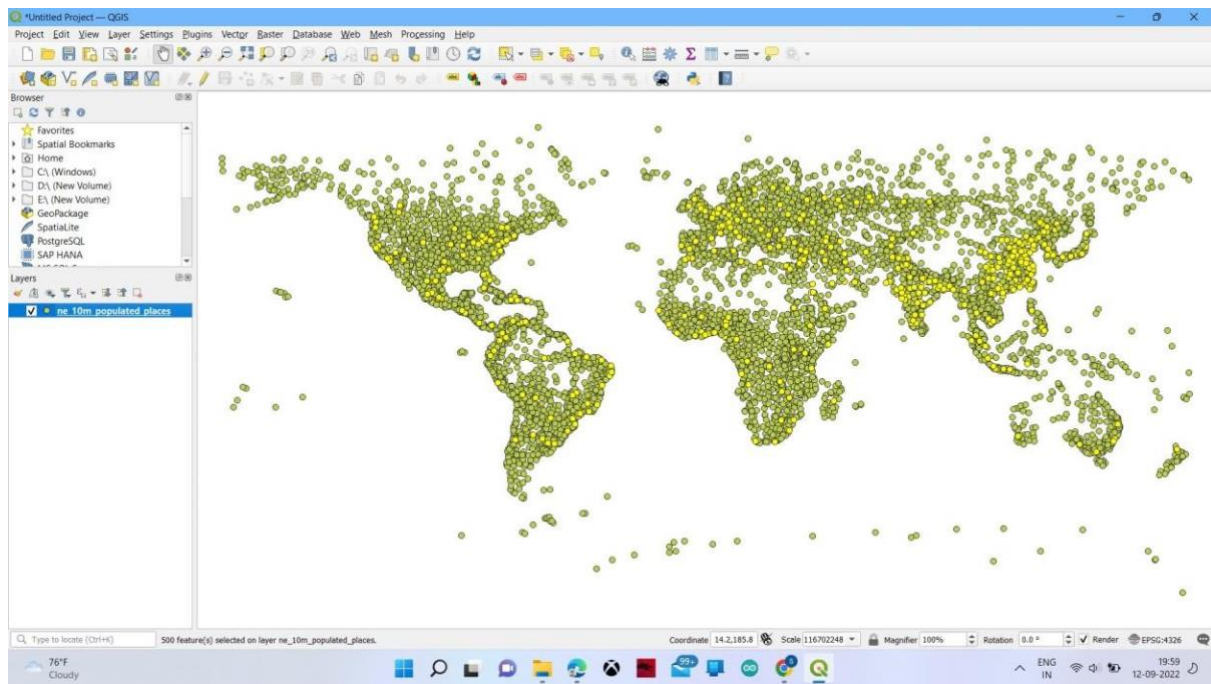 *Untitled Project — QGIS
Project Edit View Layer Settings Plugins Vector Raster Database Web Mesh Processing Help
Browser
Favorites
Spatial Bookmarks
Home
C:\ (Windows)
D:\ (New Volume)
E:\ (New Volume)
GeoPackage
SpatiaLite
PostgreSQL
SAP HANA
Layers
ne_10m_populated_places
Type to locate (Ctrl+K) 500 feature(s) selected on layer ne_10m_populated_places. Coordinate 14.2,185.8 Scale 116702248 Magnifier 100% Rotation 0.0 ° Render EPSG:4326
76°F
Cloudy
99+
ENG
IN
19:59
12-09-2022